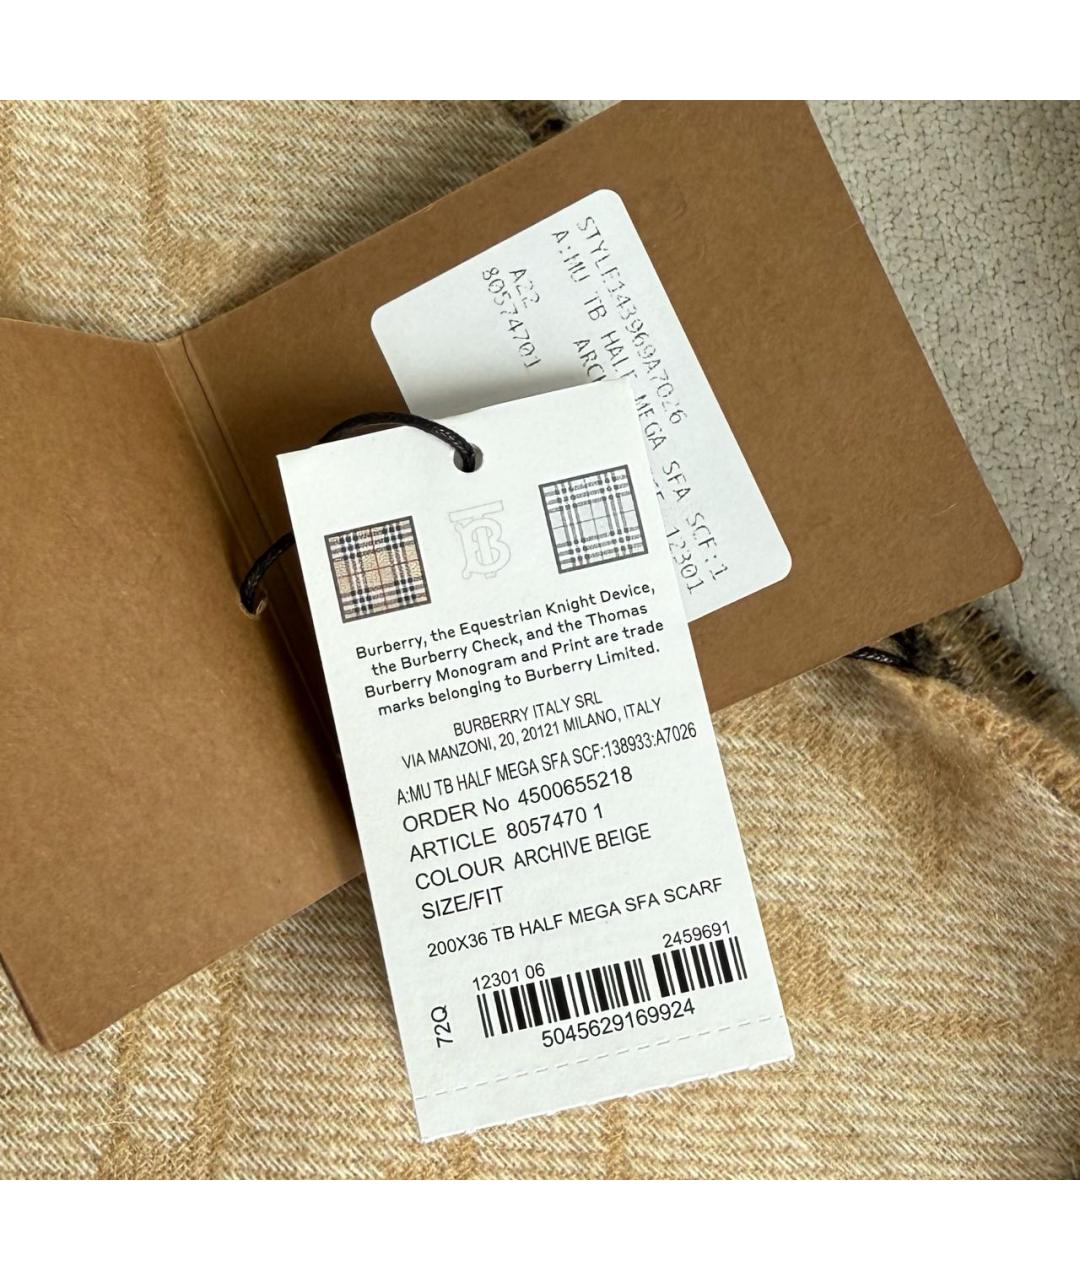 STYLE143969A7026
A:MU TB HALF MEGA SFA SCF:1
12301
A22
80574701
Burberry, the Equestrian Knight Device,
the Burberry Check, and the Thomas
Burberry Monogram and Print are trade
marks belonging to Burberry Limited.
BURBERRY ITALY SRL
VIA MANZONI, 20, 20121 MILANO, ITALY
A:MU TB HALF MEGA SFA SCF:138933:A7026
ORDER No 4500655218
ARTICLE 8057470 1
COLOUR ARCHIVE BEIGE
SIZE/FIT
200X36 TB HALF MEGA SFA SCARF
12301 06 2459691
72Q
5045629169924